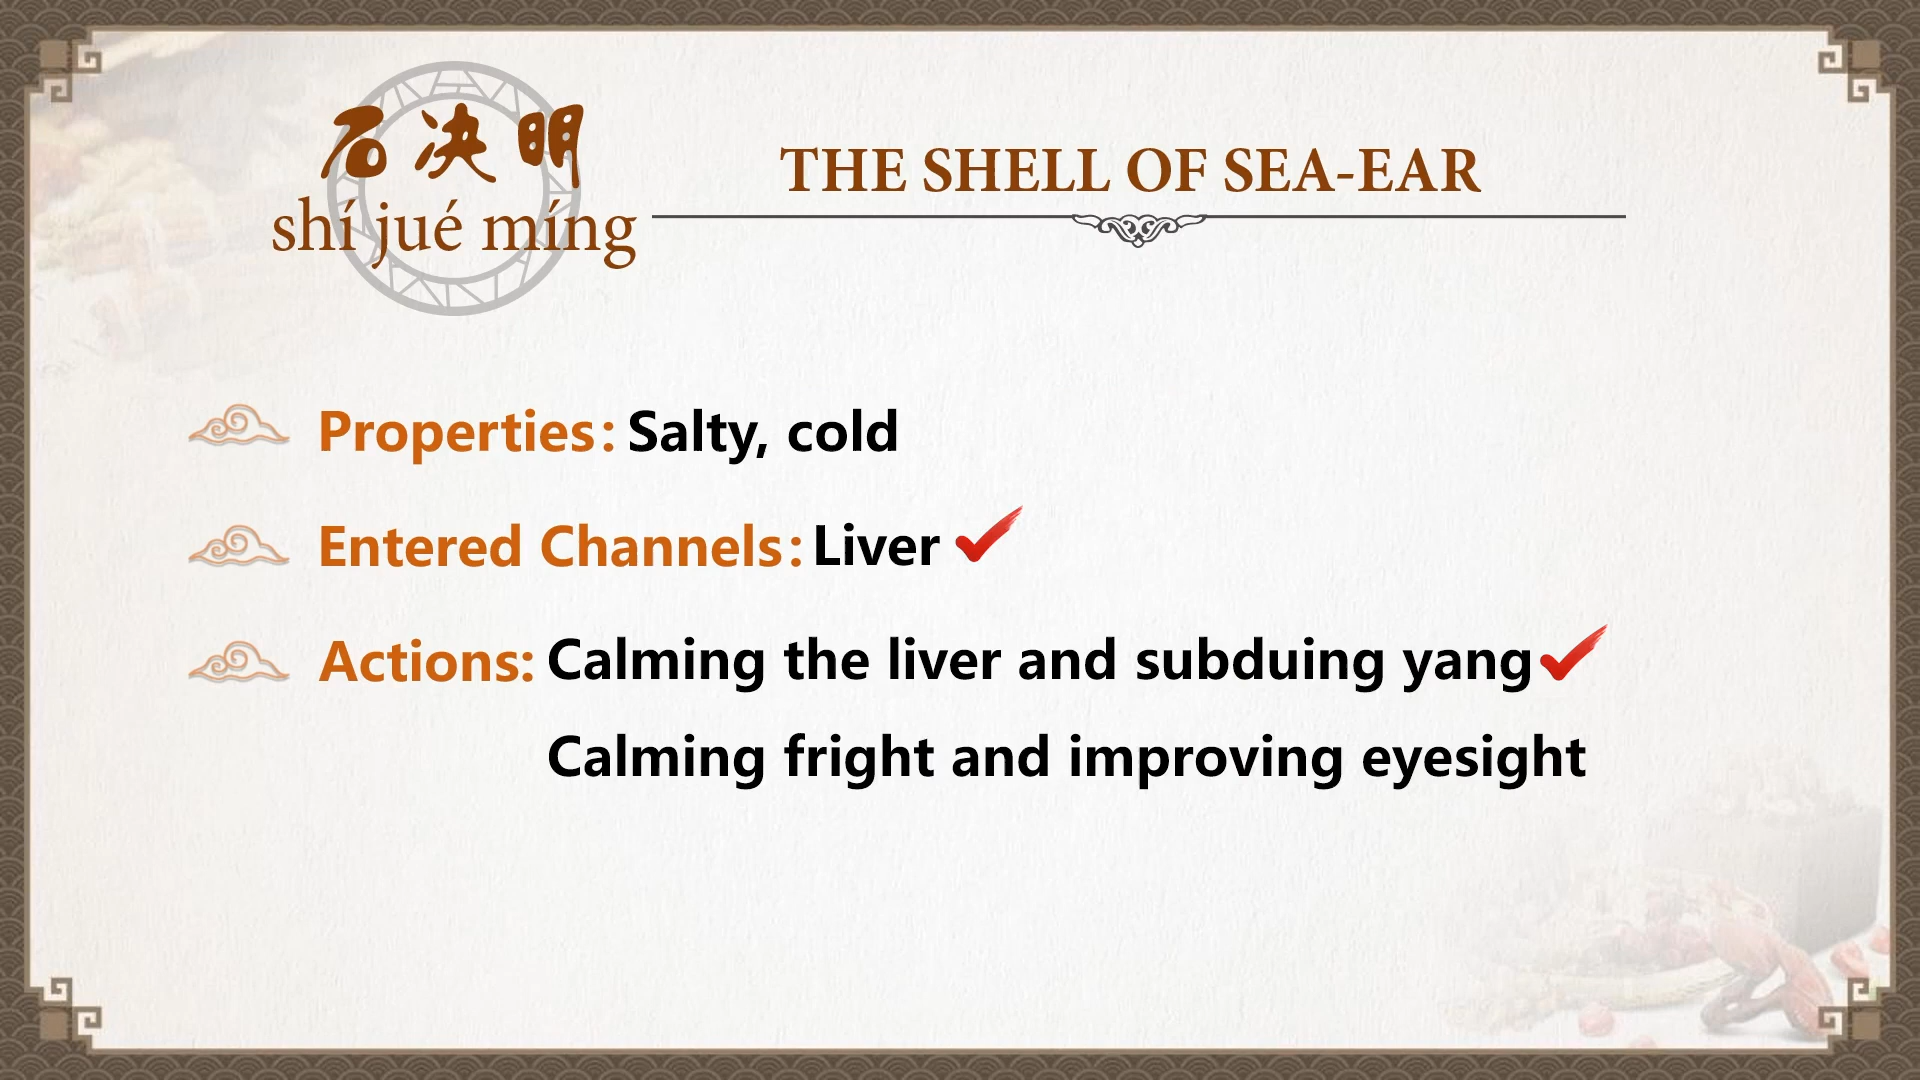 石决明
shí jué míng
THE SHELL OF SEA-EAR
Properties: Salty, cold
Entered Channels: Liver
Actions: Calming the liver and subduing yang
Calming fright and improving eyesight